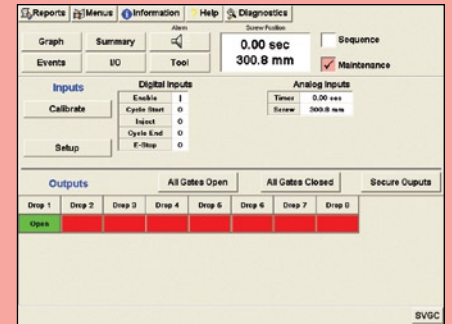 Reports Menus Information Help Diagnostics
Alarm Screw Position
Graph Summary 0.00 sec Sequence
Events I/O Tool 300.8 mm Maintenance
Inputs Digital Inputs Analog Inputs
Enable I Timer 0.00 sec
Calibrate Cycle Start 0 Screw 300.8 mm
Inject 0
Cycle End 0
Setup E-Stop 0
Outputs All Gates Open All Gates Closed Secure Ouputs
Drop 1 Drop 2 Drop 3 Drop 4 Drop 5 Drop 6 Drop 7 Drop 8
Open
SVGC